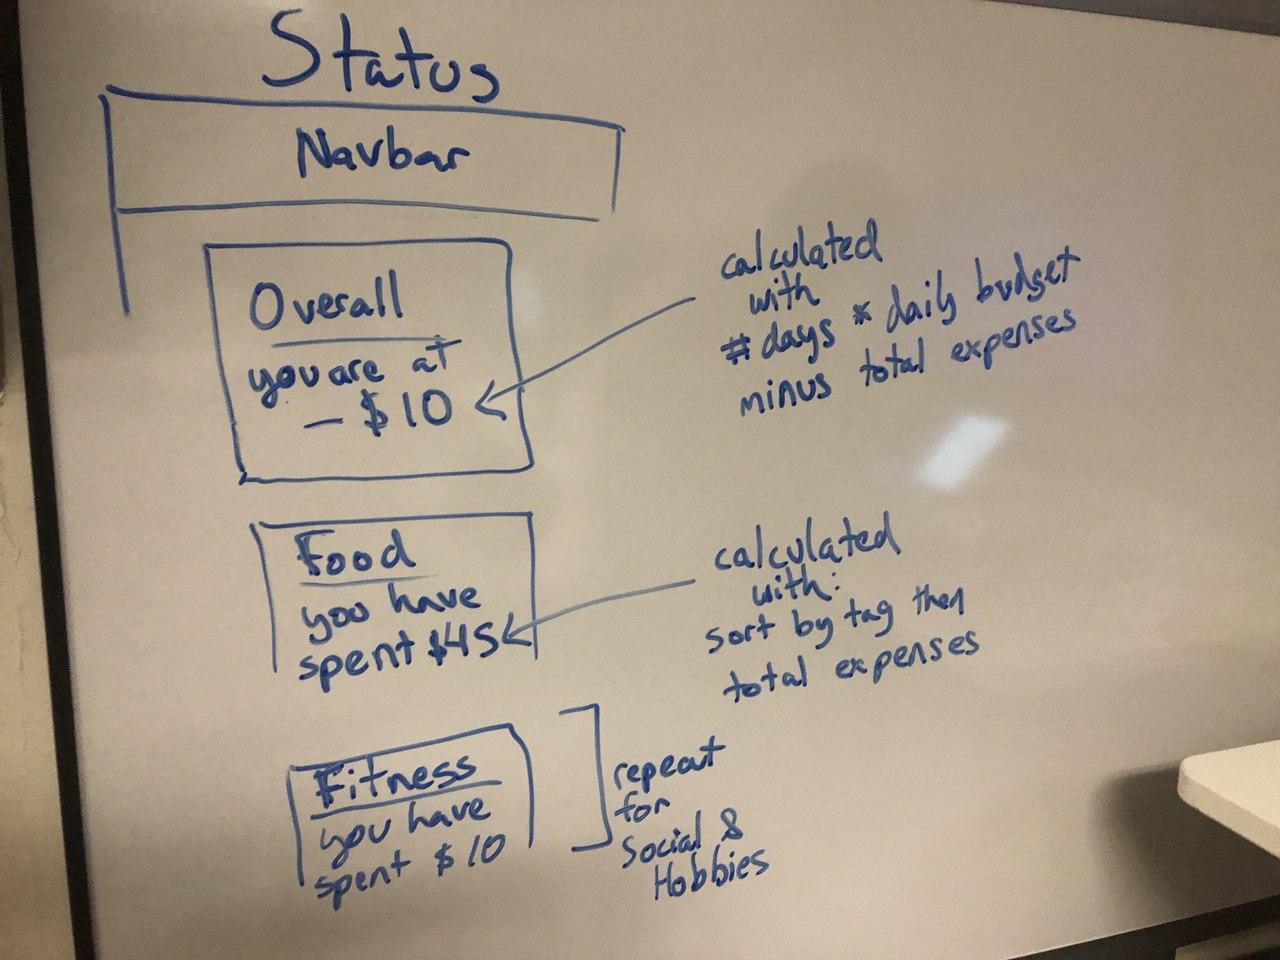 Status
Navbar
Overall
you are at
- $10
calculated
with
# days * daily budget
minus total expenses
Food
you have
spent $45
calculated
with:
sort by tag then
total expenses
Fitness
you have
spent $10
repeat
for
Social &
Hobbies